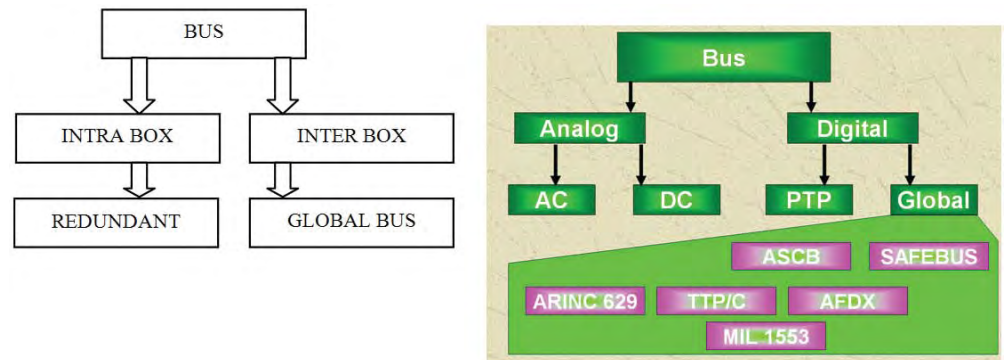 BUS
INTRA BOX
INTER BOX
REDUNDANT
GLOBAL BUS
Bus
Analog
Digital
AC
DC
PTP
Global
ASCB
SAFEBUS
ARINC 629
TTP/C
AFDX
MIL 1553